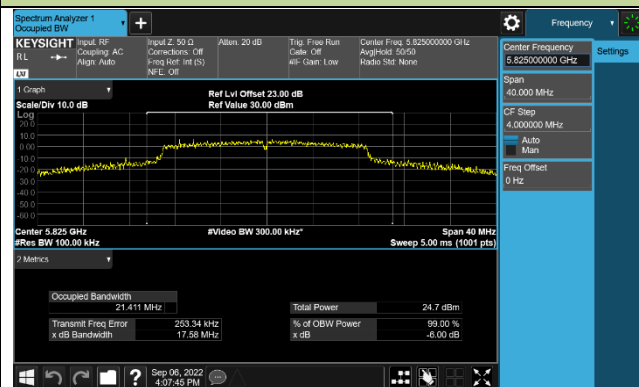 Spectrum Analyzer 1
Occupied BW
Frequency
KEYSIGHT
Input: RF
Coupling: AC
Align: Auto
Input Z: 50 Ω
Corrections: Off
Freq Ref: Int (S)
NFE: Off
Atten: 20 dB
Trig: Free Run
Gate: Off
#IF Gain: Low
Center Freq: 5.825000000 GHz
Avg|Hold: 50/50
Radio Std: None
RL
LXI
1 Graph
Scale/Div 10.0 dB
Ref Lvl Offset 23.00 dB
Ref Value 30.00 dBm
Log
20.0
10.0
0.00
-10.0
-20.0
-30.0
-40.0
-50.0
-60.0
Center 5.825 GHz
#Video BW 300.00 kHz*
Span 40 MHz
#Res BW 100.00 kHz
Sweep 5.00 ms (1001 pts)
2 Metrics
Occupied Bandwidth
21.411 MHz
Total Power 24.7 dBm
Transmit Freq Error 253.34 kHz
% of OBW Power 99.00 %
x dB Bandwidth 17.58 MHz
x dB -6.00 dB
Sep 06, 2022
4:07:45 PM
Center Frequency
5.825000000 GHz
Settings
Span
40.000 MHz
CF Step
4.000000 MHz
Auto
Man
Freq Offset
0 Hz